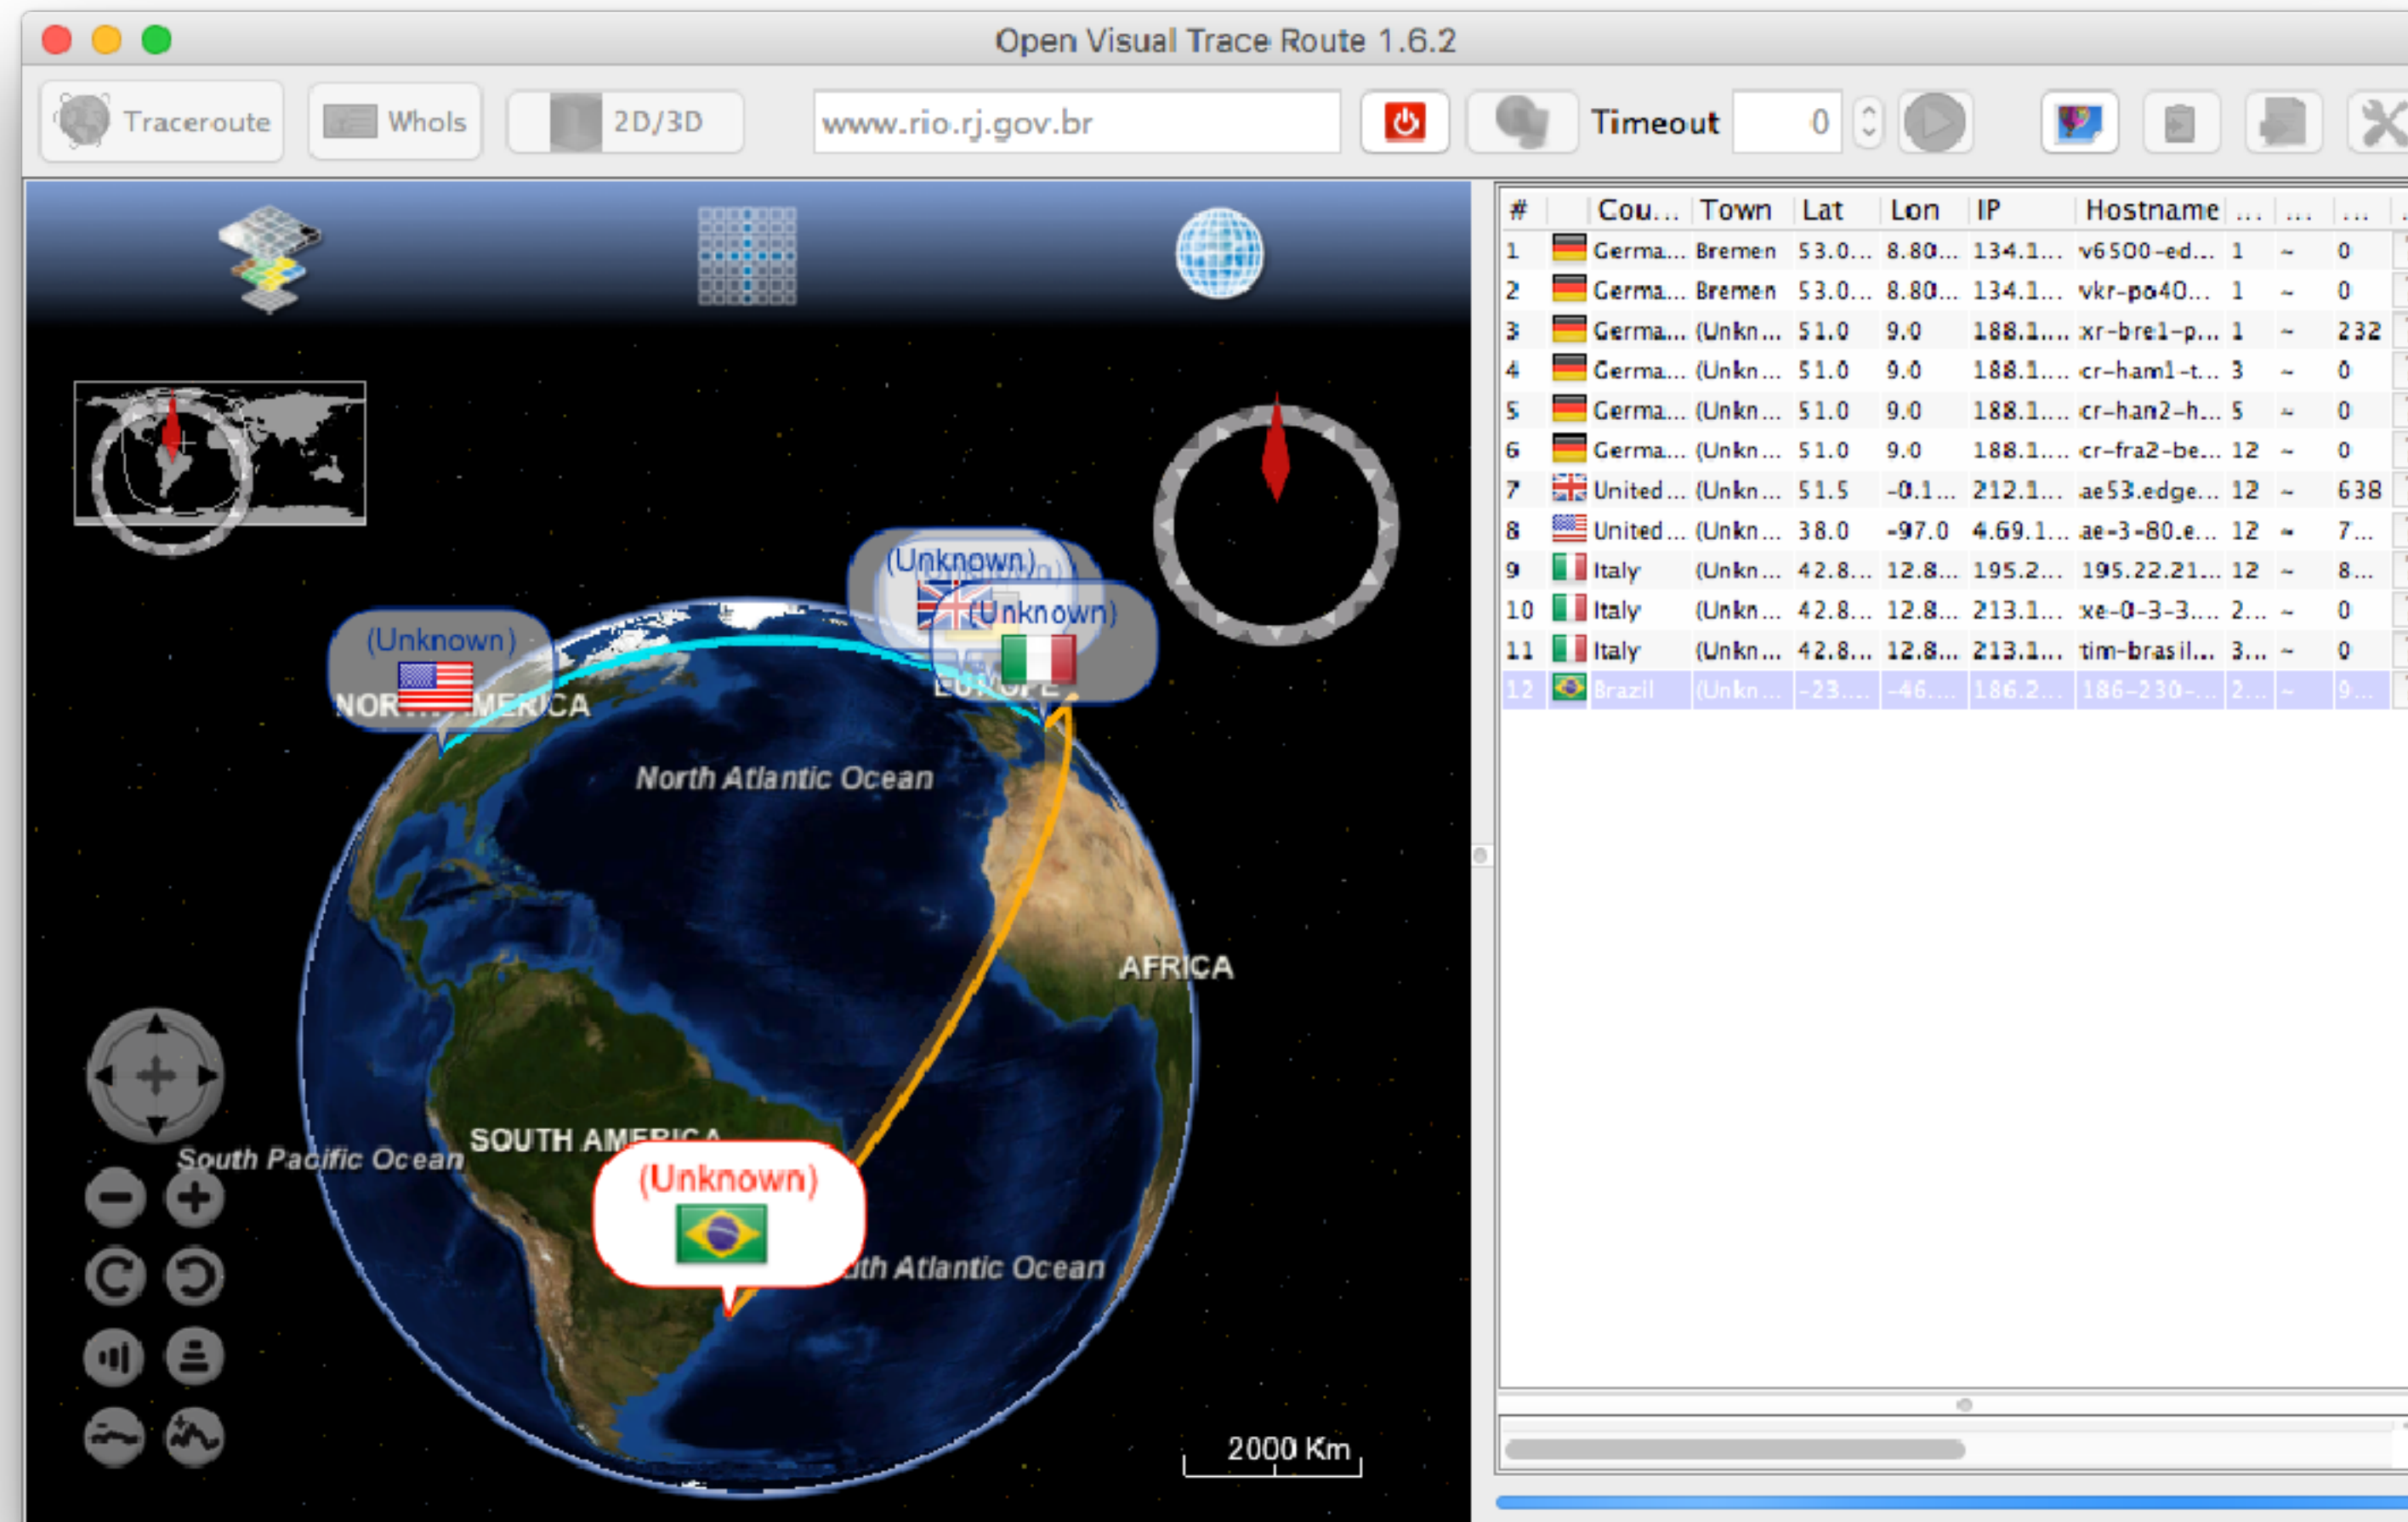 Open Visual Trace Route 1.6.2
Traceroute WhoIs 2D/3D www.rio.rj.gov.br Timeout 0
# Cou... Town Lat Lon IP Hostname ... ... ...
1 Germa... Bremen 53.0... 8.80... 134.1... v6500-ed... 1 ~ 0
2 Germa... Bremen 53.0... 8.80... 134.1... vkr-po40... 1 ~ 0
3 Germa... (Unkn... 51.0 9.0 188.1.... xr-bre1-p... 1 ~ 232
4 Germa... (Unkn... 51.0 9.0 188.1.... cr-ham1-t... 3 ~ 0
5 Germa... (Unkn... 51.0 9.0 188.1.... cr-han2-h... 5 ~ 0
6 Germa... (Unkn... 51.0 9.0 188.1.... cr-fra2-be... 12 ~ 0
7 United... (Unkn... 51.5 -0.1... 212.1... ae53.edge... 12 ~ 638
8 United... (Unkn... 38.0 -97.0 4.69.1... ae-3-80.e... 12 ~ 7...
9 Italy (Unkn... 42.8... 12.8... 195.2... 195.22.21... 12 ~ 8...
10 Italy (Unkn... 42.8... 12.8... 213.1... xe-0-3-3.... 2... ~ 0
11 Italy (Unkn... 42.8... 12.8... 213.1... tim-brasil... 3... ~ 0
12 Brazil (Unkn... -23.... -46.... 186.2... 186-230-... 2... ~ 9...
(Unknown)
(Unknown)
(Unknown)
NORTH AMERICA
EUROPE
North Atlantic Ocean
AFRICA
SOUTH AMERICA
South Pacific Ocean
(Unknown)
uth Atlantic Ocean
2000 Km